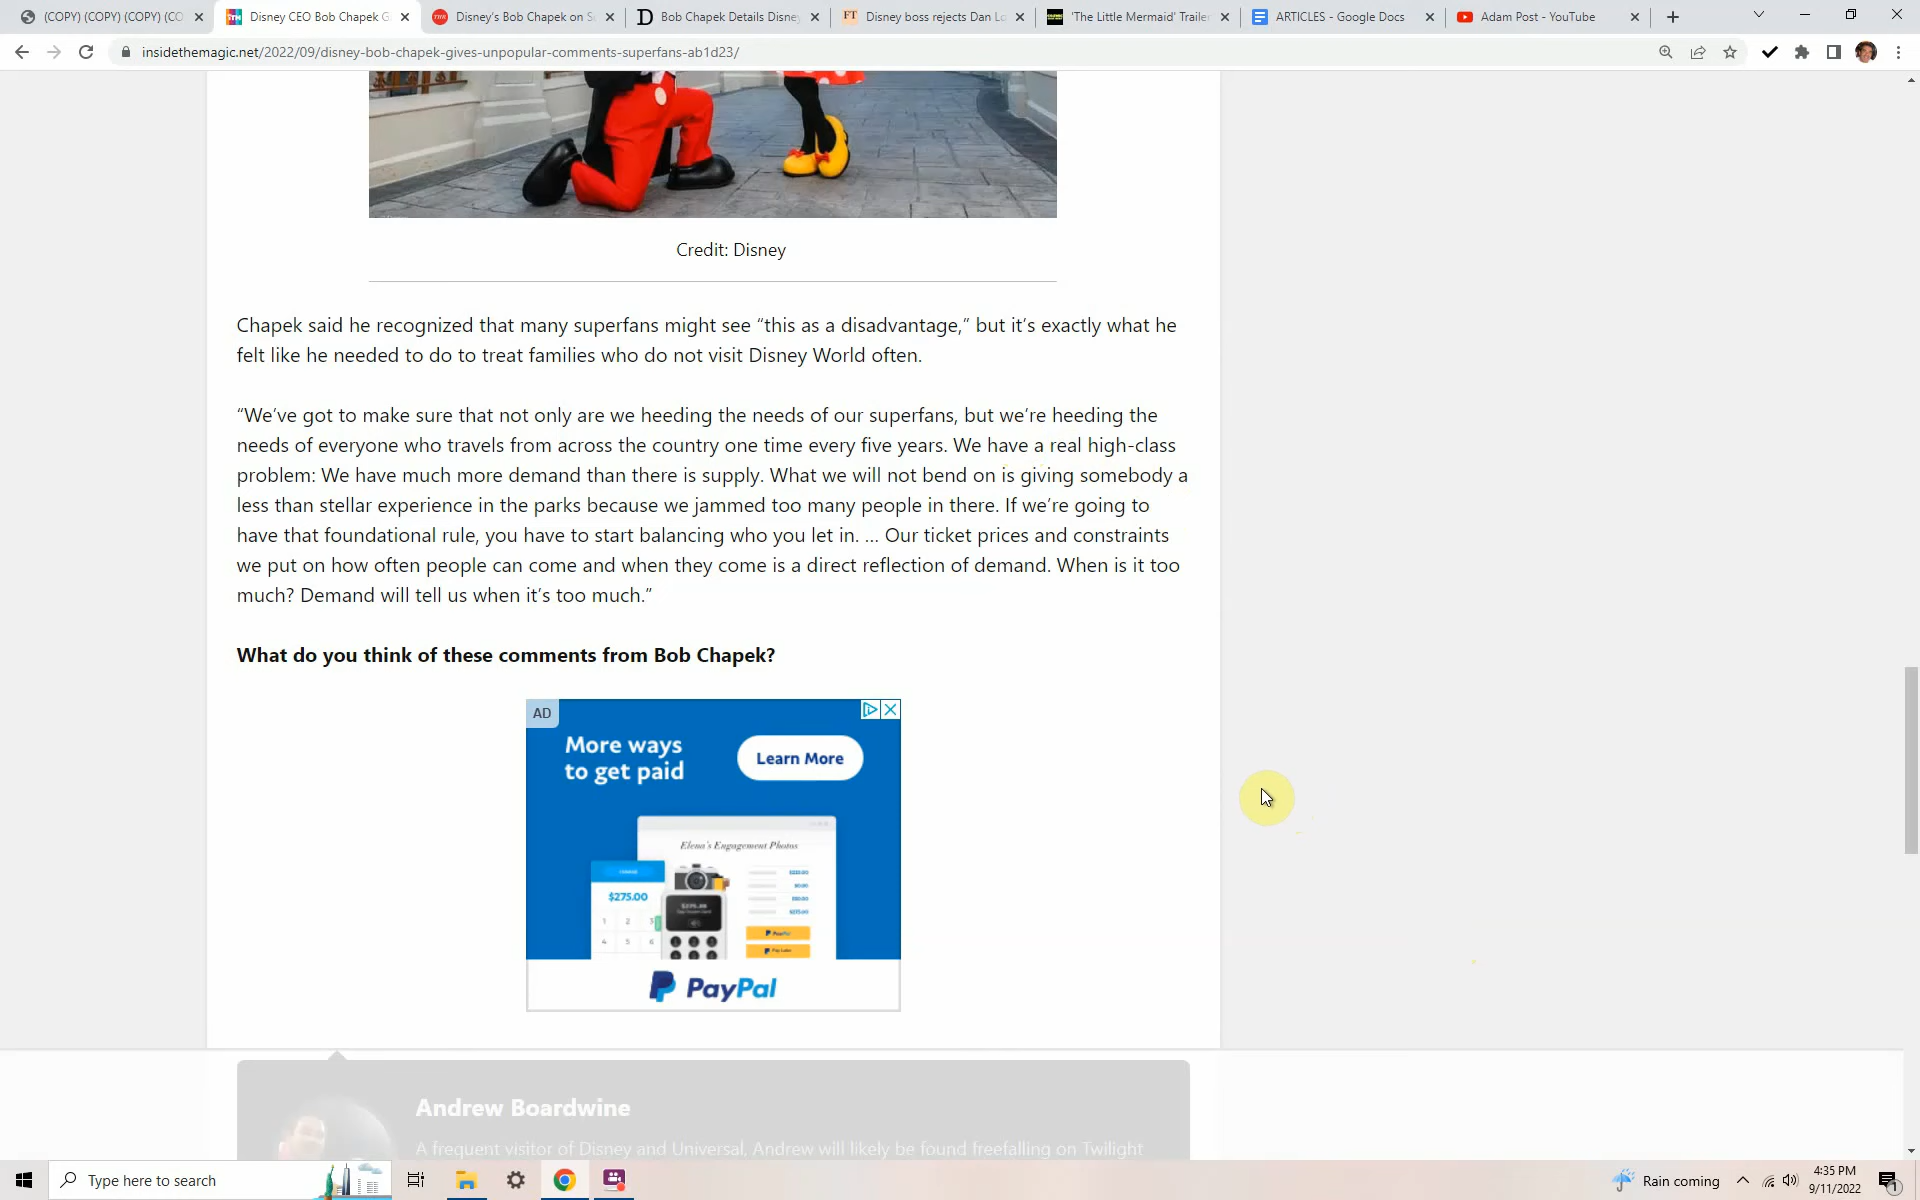 (COPY) (COPY) (COPY) (CO
Disney CEO Bob Chapek G
Disney's Bob Chapek on S
Bob Chapek Details Disney
Disney boss rejects Dan Lo
'The Little Mermaid' Trailer
ARTICLES - Google Docs
Adam Post - YouTube
insidethemagic.net/2022/09/disney-bob-chapek-gives-unpopular-comments-superfans-ab1d23/
Credit: Disney
Chapek said he recognized that many superfans might see “this as a disadvantage,” but it’s exactly what he
felt like he needed to do to treat families who do not visit Disney World often.
“We’ve got to make sure that not only are we heeding the needs of our superfans, but we’re heeding the
needs of everyone who travels from across the country one time every five years. We have a real high-class
problem: We have much more demand than there is supply. What we will not bend on is giving somebody a
less than stellar experience in the parks because we jammed too many people in there. If we’re going to
have that foundational rule, you have to start balancing who you let in. … Our ticket prices and constraints
we put on how often people can come and when they come is a direct reflection of demand. When is it too
much? Demand will tell us when it’s too much.”
What do you think of these comments from Bob Chapek?
AD
More ways
to get paid
Learn More
Elena's Engagement Photos
$275.00
1 2 3
4 5 6
PayPal
Andrew Boardwine
A frequent visitor of Disney and Universal, Andrew will likely be found freefalling on Twilight
Type here to search
Rain coming
4:35 PM
9/11/2022
1